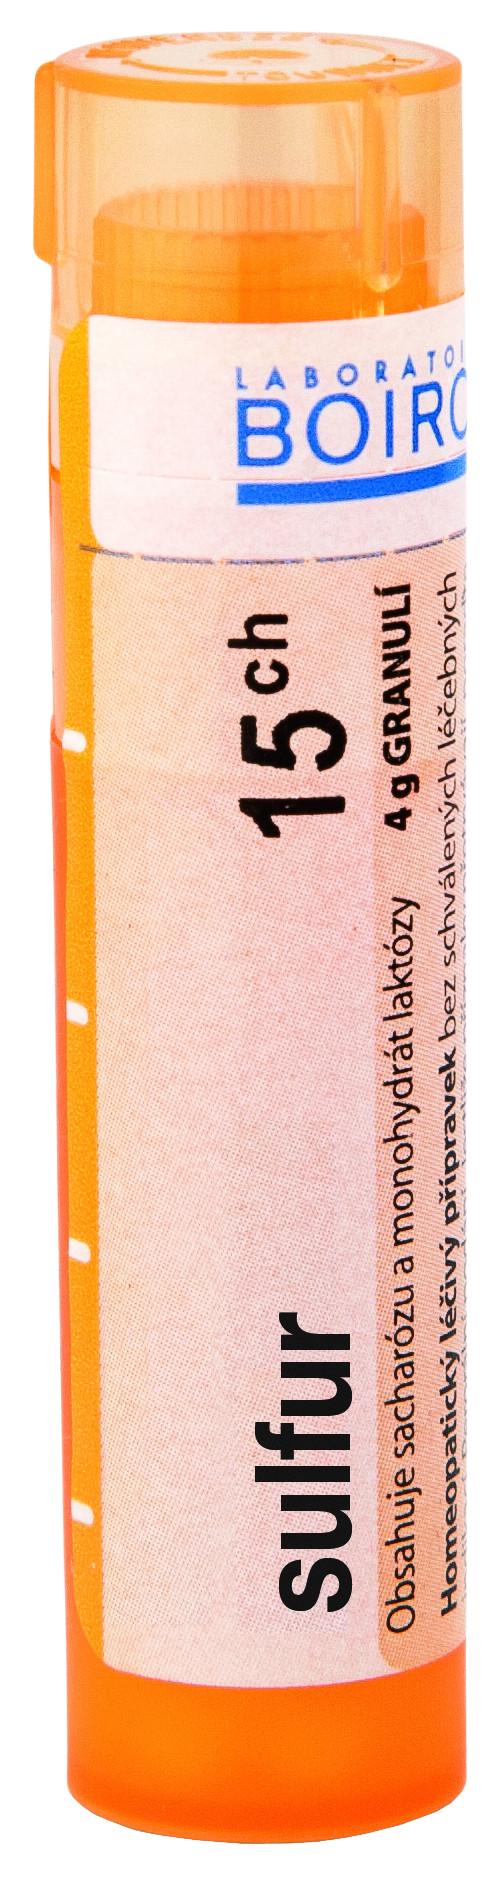 LABORATOI
BOIRO
sulfur 15 ch
Obsahuje sacharózu a monohydrát laktózy 4 g GRANULÍ
Homeopatický léčivý přípravek bez schválených léčebných